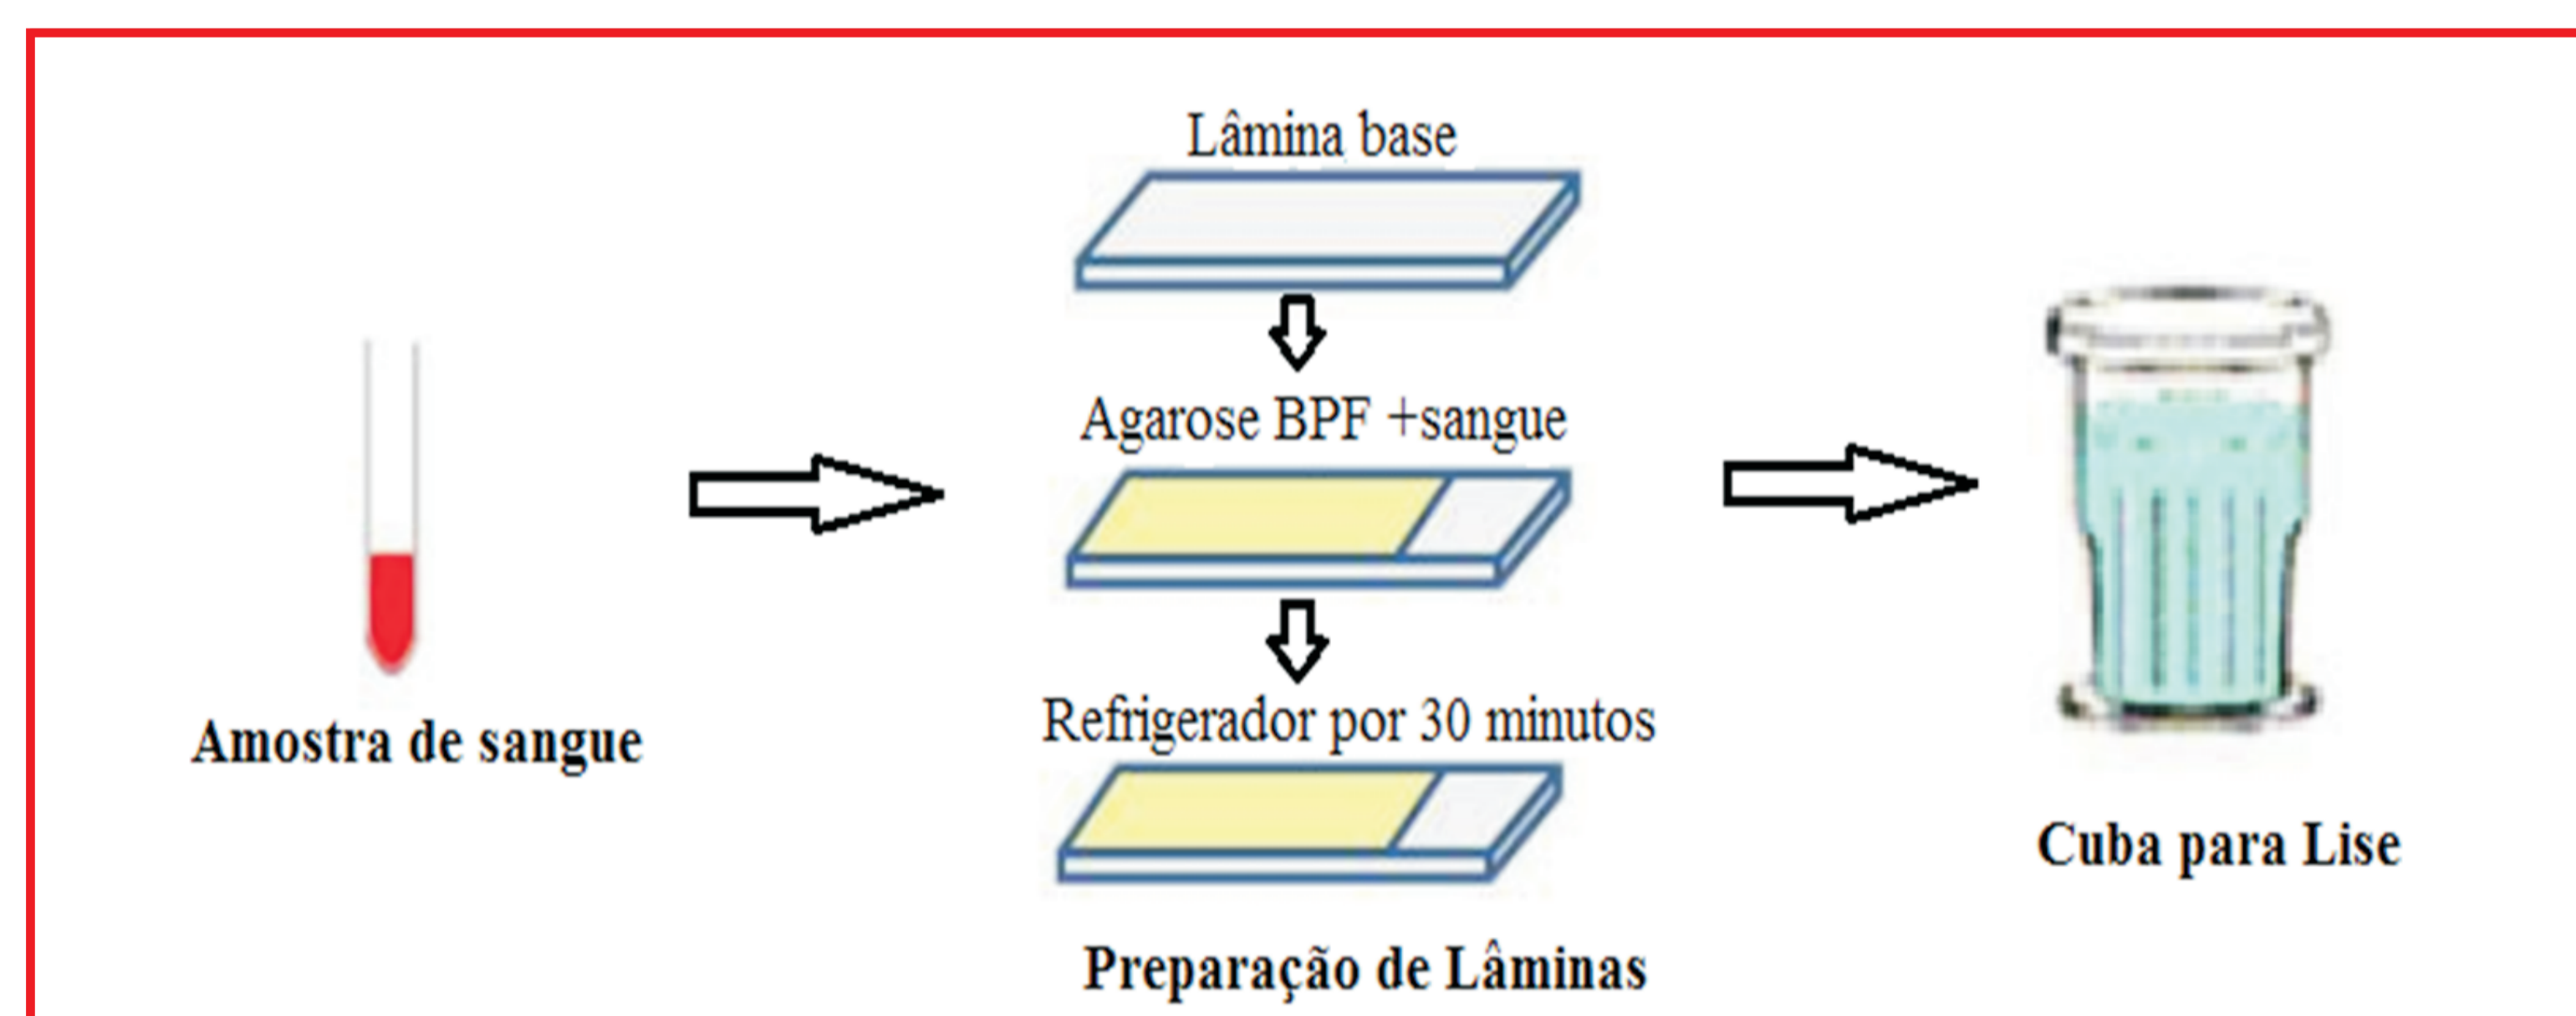 Amostra de sangue
Lâmina base
Agarose BPF +sangue
Refrigerador por 30 minutos
Preparação de Lâminas
Cuba para Lise